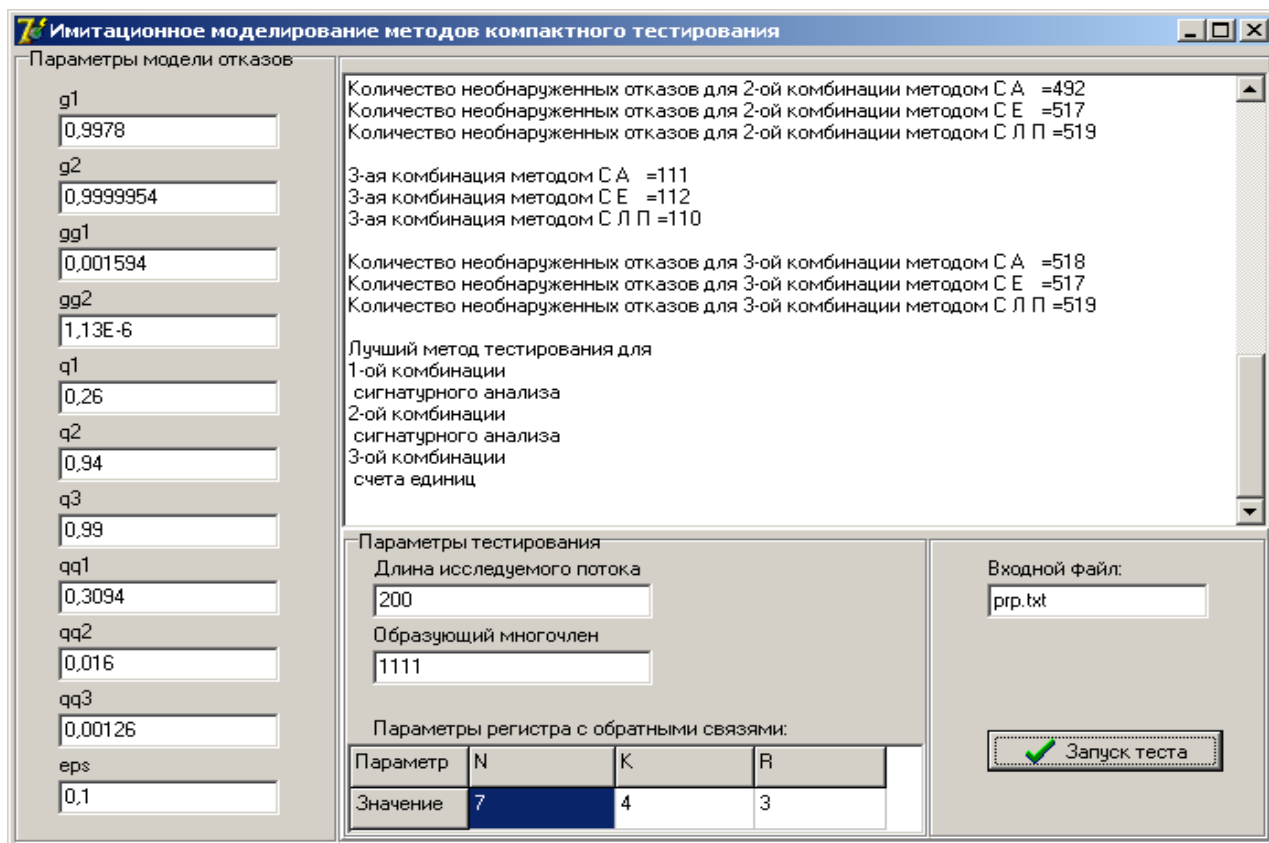 Имитационное моделирование методов компактного тестирования
Параметры модели отказов
g1
0,9978
g2
0,9999954
gg1
0,001594
gg2
1,13E-6
q1
0,26
q2
0,94
q3
0,99
qq1
0,3094
qq2
0,016
qq3
0,00126
eps
0,1
Количество необнаруженных отказов для 2-ой комбинации методом С А =492
Количество необнаруженных отказов для 2-ой комбинации методом С Е =517
Количество необнаруженных отказов для 2-ой комбинации методом С Л П =519
3-ая комбинация методом С А =111
3-ая комбинация методом С Е =112
3-ая комбинация методом С Л П =110
Количество необнаруженных отказов для 3-ой комбинации методом С А =518
Количество необнаруженных отказов для 3-ой комбинации методом С Е =517
Количество необнаруженных отказов для 3-ой комбинации методом С Л П =519
Лучший метод тестирования для
1-ой комбинации
сигнатурного анализа
2-ой комбинации
сигнатурного анализа
3-ой комбинации
счета единиц
Параметры тестирования
Длина исследуемого потока
200
Образующий многочлен
1111
Параметры регистра с обратными связями:
Параметр N K R
Значение 7 4 3
Входной файл:
prp.txt
Запуск теста